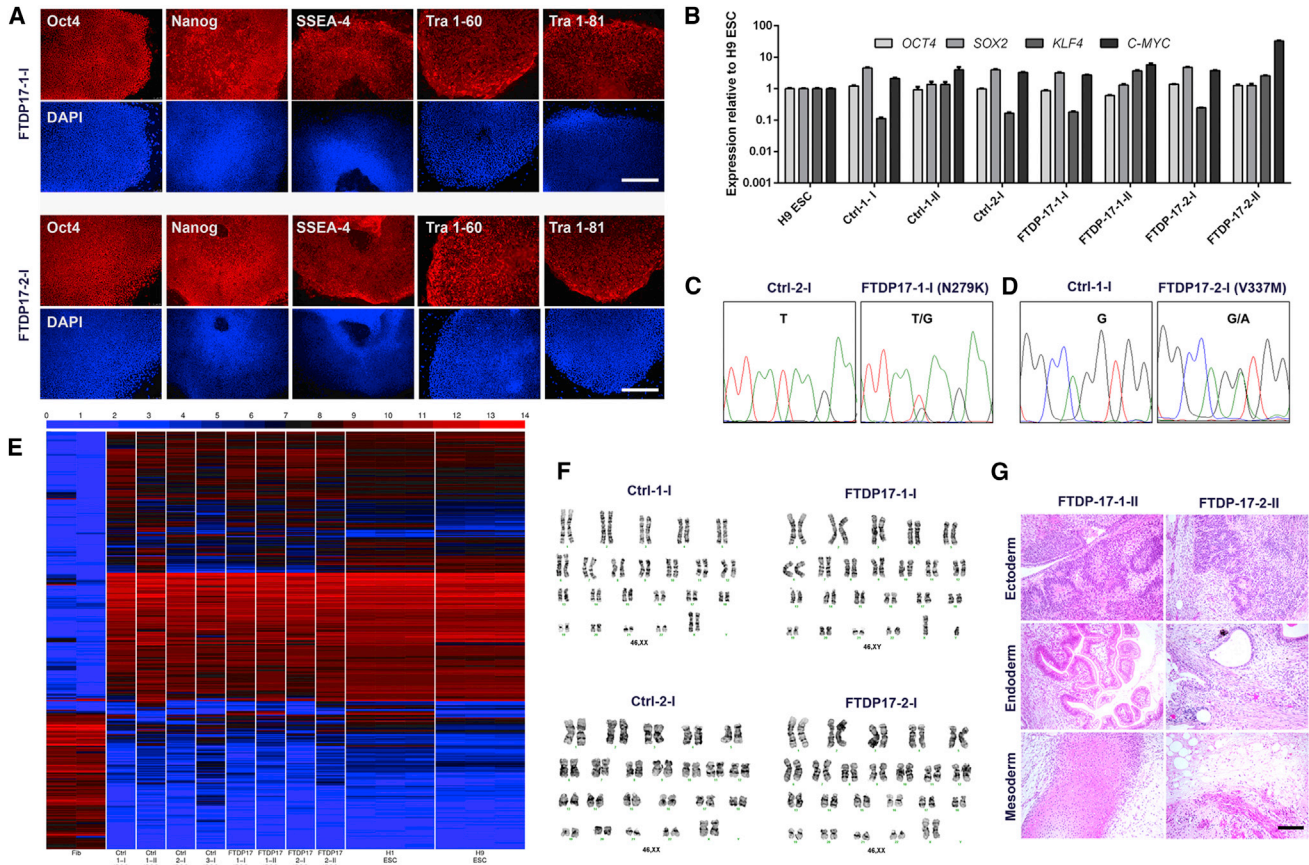 A
FTDP17-1-I
Oct4
Nanog
SSEA-4
Tra 1-60
Tra 1-81
DAPI
FTDP17-2-I
Oct4
Nanog
SSEA-4
Tra 1-60
Tra 1-81
DAPI
B
Expression relative to H9 ESC
100
10
1
0.1
0.01
0.001
OCT4
SOX2
KLF4
C-MYC
H9 ESC
Ctrl-1- I
Ctrl-1-II
Ctrl-2-I
FTDP-17-1-I
FTDP-17-1-II
FTDP-17-2-I
FTDP-17-2-II
C
Ctrl-2-I
FTDP17-1-I (N279K)
T
T/G
D
Ctrl-1-I
FTDP17-2-I (V337M)
G
G/A
E
0 2 3 4 5 6 7 8 9 10 11 12 13 14
Fib
Ctrl 1-I
Ctrl 1-II
Ctrl 2-I
Ctrl 3-I
FTDP17 1-I
FTDP17 1-II
FTDP17 2-I
FTDP17 2-II
H1 ESC
H9 ESC
F
Ctrl-1-I
FTDP17-1-I
46,XX
46,XY
Ctrl-2-I
FTDP17-2-I
46,XX
46,XX
G
FTDP-17-1-II
FTDP-17-2-II
Ectoderm
Endoderm
Mesoderm